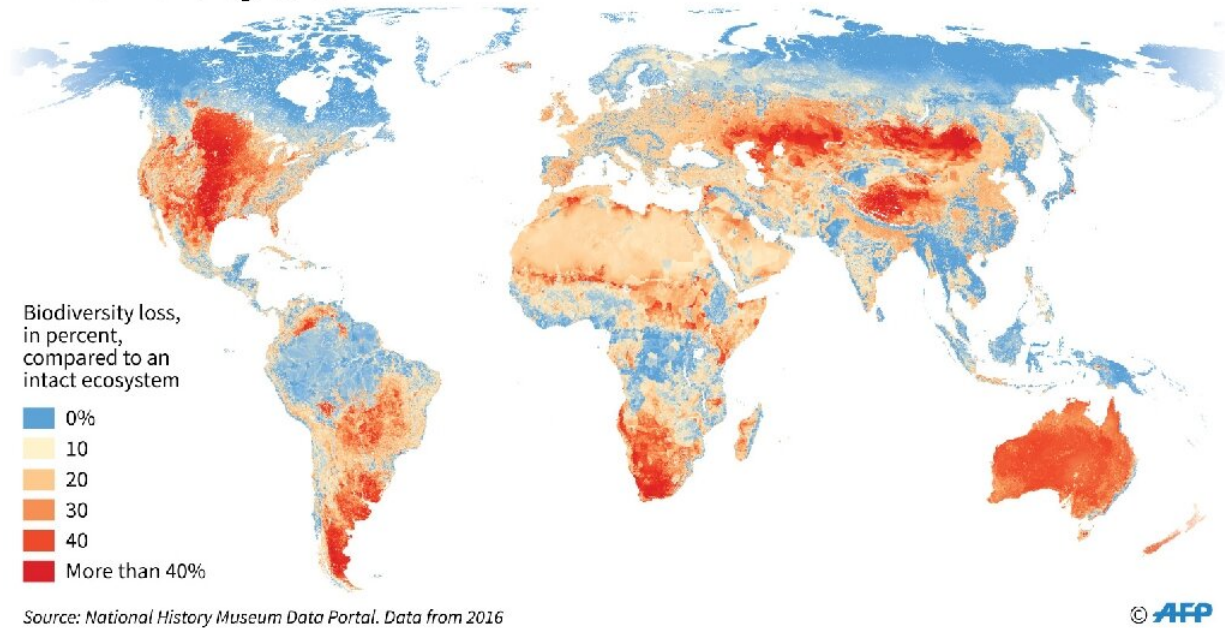 Biodiversity loss,
in percent,
compared to an
intact ecosystem
0%
10
20
30
40
More than 40%
Source: National History Museum Data Portal. Data from 2016
© AFP